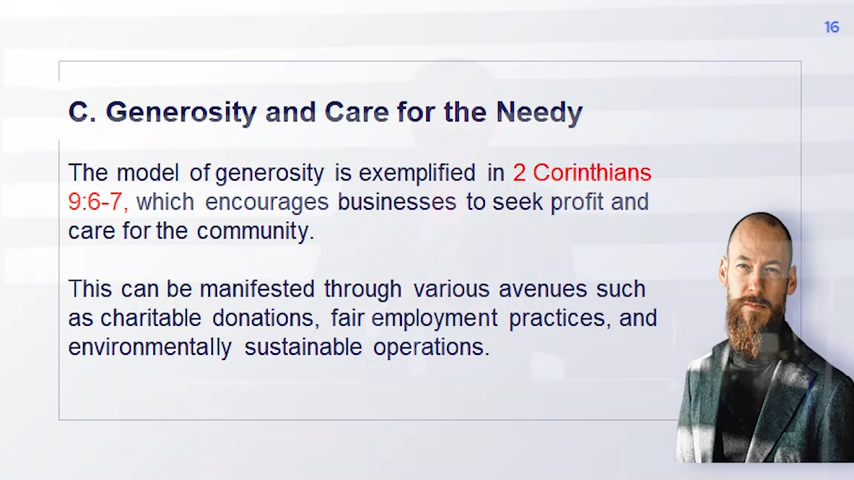 16
C. Generosity and Care for the Needy
The model of generosity is exemplified in 2 Corinthians
9:6-7, which encourages businesses to seek profit and
care for the community.
This can be manifested through various avenues such
as charitable donations, fair employment practices, and
environmentally sustainable operations.